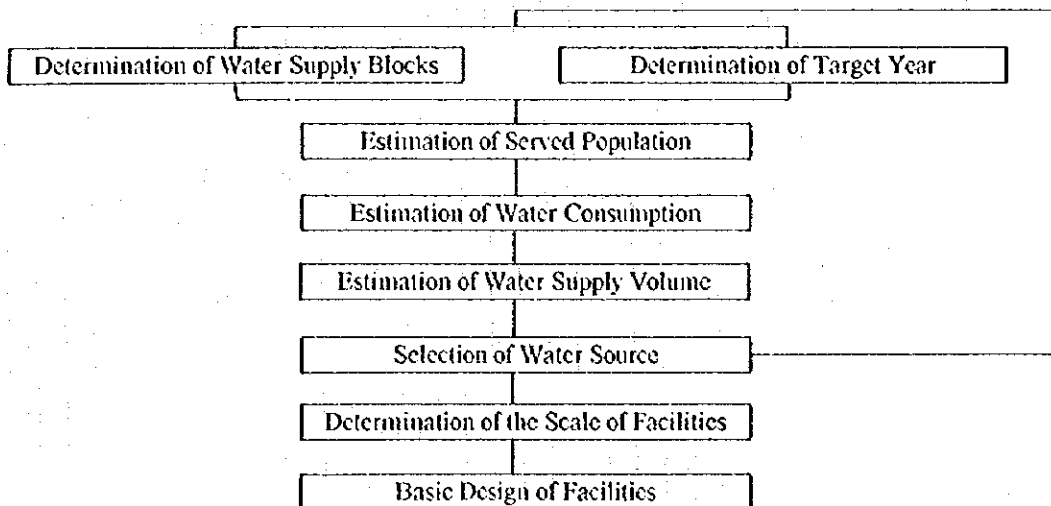 Determination of Water Supply Blocks
Determination of Target Year
Estimation of Served Population
Estimation of Water Consumption
Estimation of Water Supply Volume
Selection of Water Source
Determination of the Scale of Facilities
Basic Design of Facilities